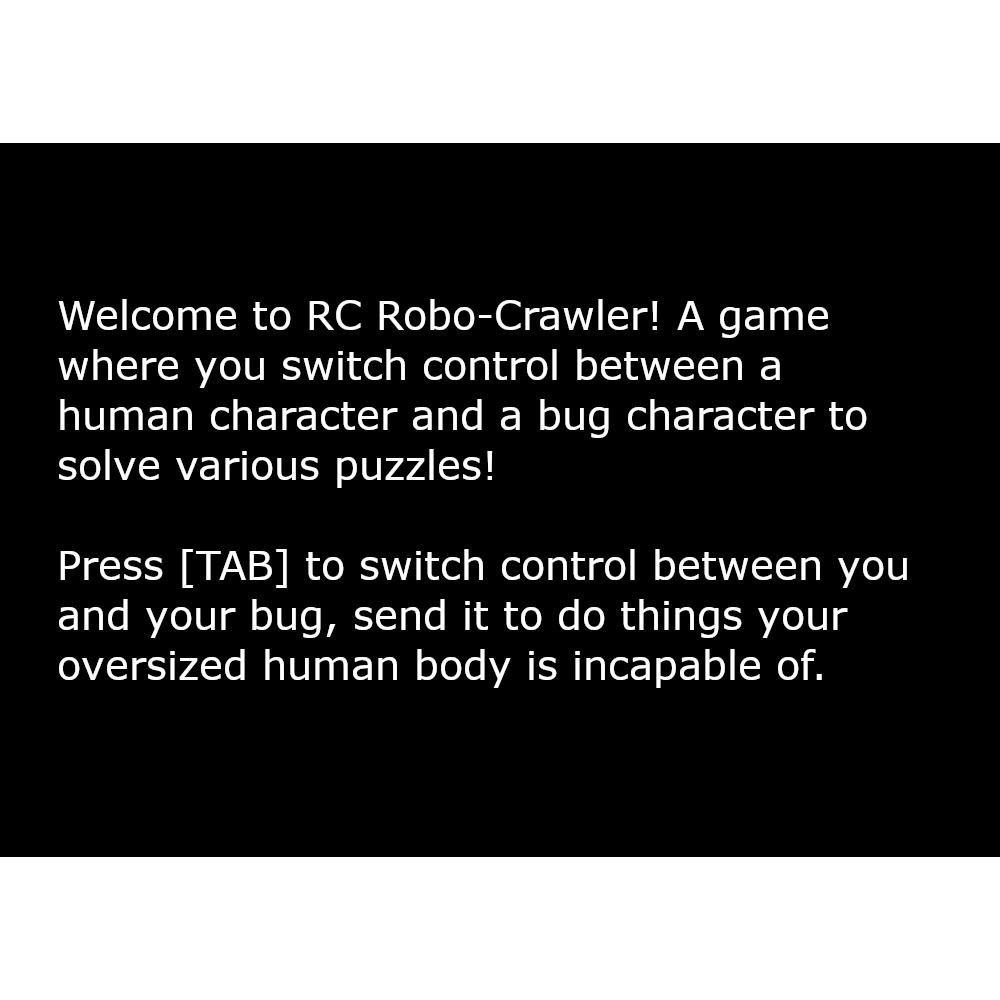 Welcome to RC Robo-Crawler! A game
where you switch control between a
human character and a bug character to
solve various puzzles!
Press [TAB] to switch control between you
and your bug, send it to do things your
oversized human body is incapable of.